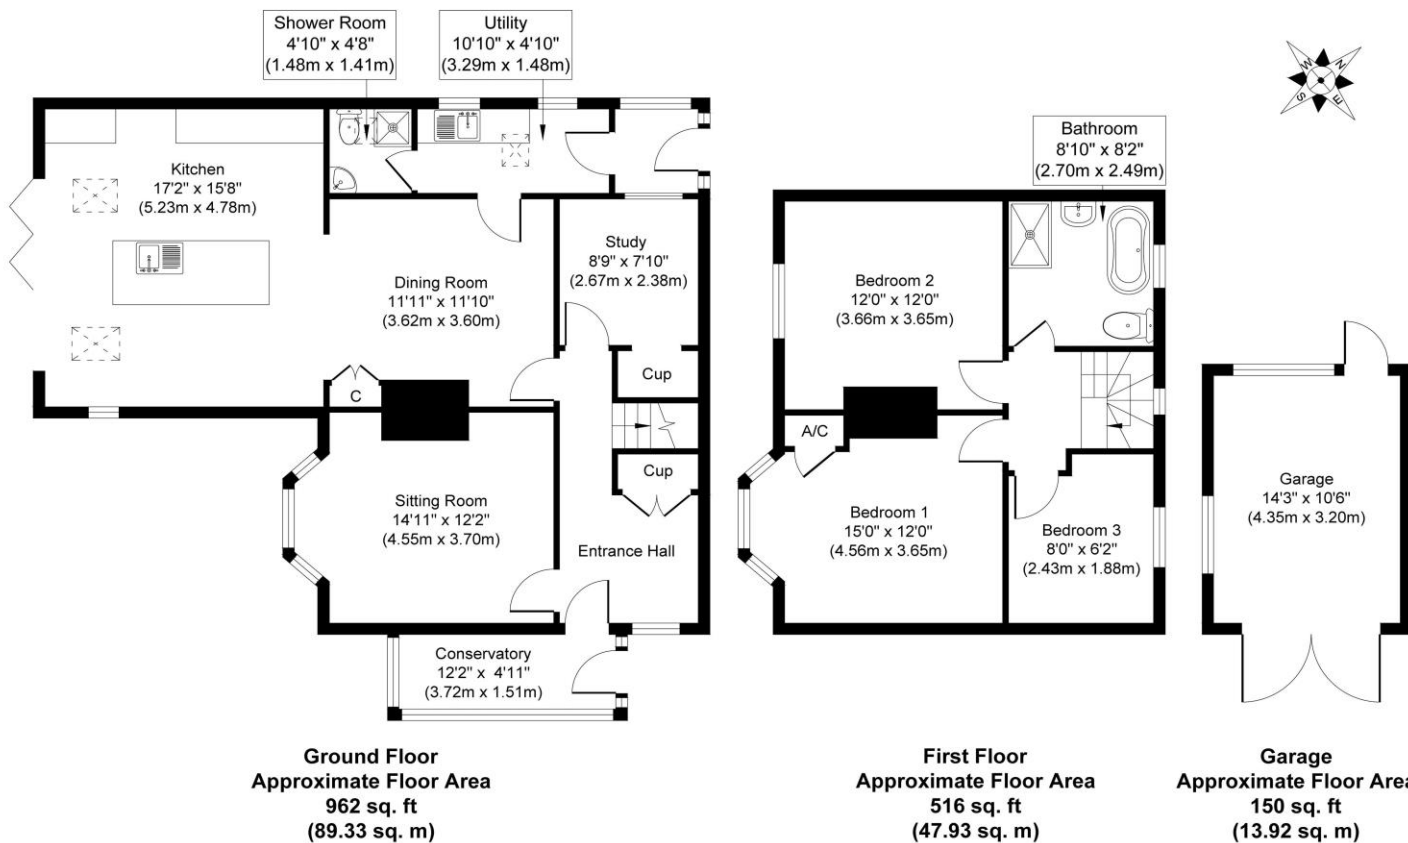 Shower Room
4'10" x 4'8"
(1.48m x 1.41m)
Utility
10'10" x 4'10"
(3.29m x 1.48m)
Kitchen
17'2" x 15'8"
(5.23m x 4.78m)
Dining Room
11'11" x 11'10"
(3.62m x 3.60m)
Study
8'9" x 7'10"
(2.67m x 2.38m)
Cup
C
Cup
Sitting Room
14'11" x 12'2"
(4.55m x 3.70m)
Entrance Hall
Conservatory
12'2" x 4'11"
(3.72m x 1.51m)
Ground Floor
Approximate Floor Area
962 sq. ft
(89.33 sq. m)
Bathroom
8'10" x 8'2"
(2.70m x 2.49m)
Bedroom 2
12'0" x 12'0"
(3.66m x 3.65m)
A/C
Bedroom 1
15'0" x 12'0"
(4.56m x 3.65m)
Bedroom 3
8'0" x 6'2"
(2.43m x 1.88m)
First Floor
Approximate Floor Area
516 sq. ft
(47.93 sq. m)
W N
S E
Garage
14'3" x 10'6"
(4.35m x 3.20m)
Garage
Approximate Floor Area
150 sq. ft
(13.92 sq. m)